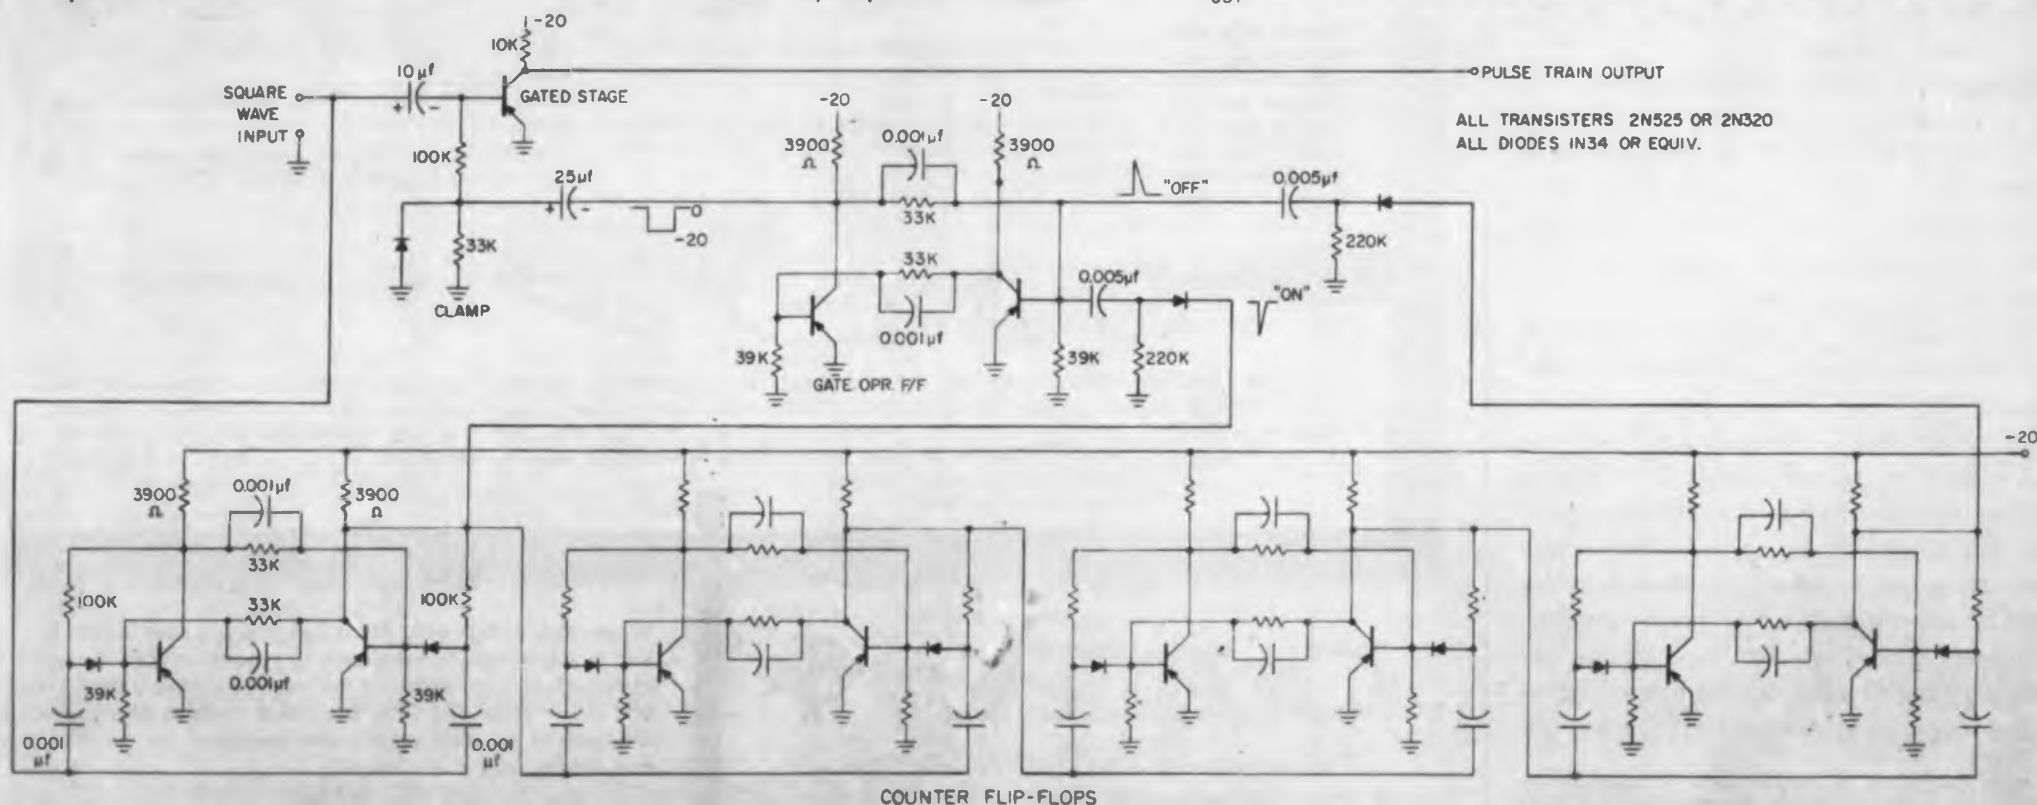 -20
10K
10µf
SQUARE
WAVE
INPUT
+ -
GATED STAGE
PULSE TRAIN OUTPUT
ALL TRANSISTERS 2N525 OR 2N320
ALL DIODES IN34 OR EQUIV.
100K
25µf
+ -
0
-20
33K
CLAMP
-20
-20
3900
Ω
0.001µf
33K
3900
Ω
33K
0.001µf
"OFF"
0.005µf
220K
0.005µf
"ON"
39K
39K
220K
GATE OPR. F/F
-20
3900
Ω
0.001µf
33K
3900
Ω
100K
33K
100K
0.001µf
39K
39K
0.001
µf
0.001
µf
COUNTER FLIP-FLOPS